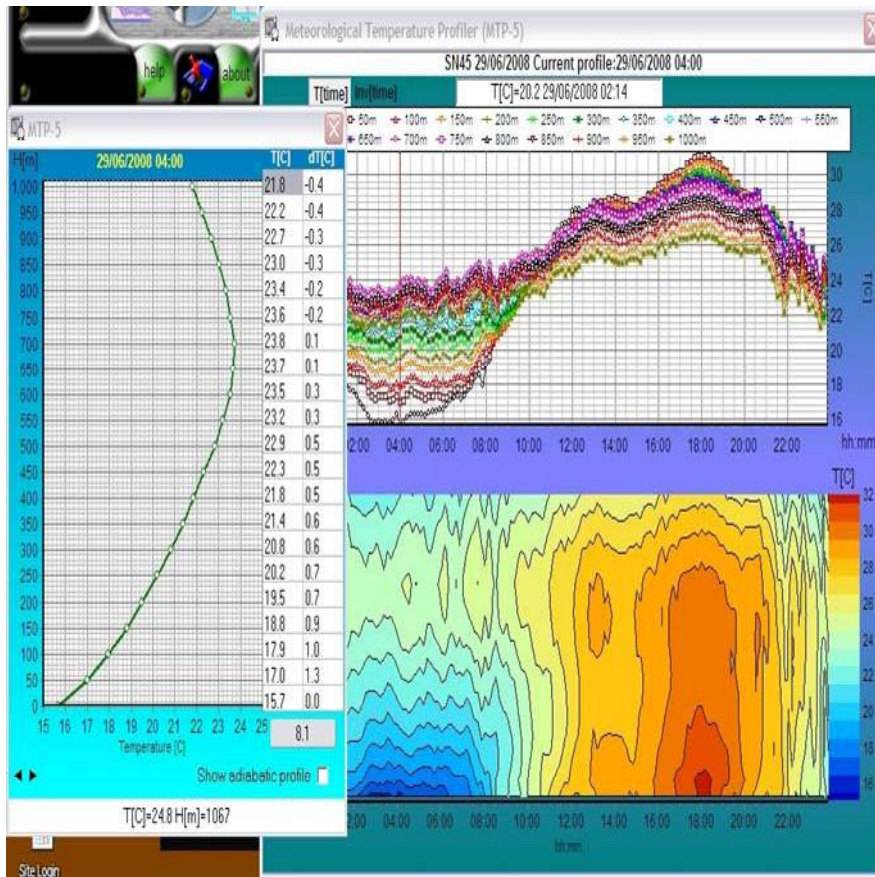 help
about
Meteorological Temperature Profiler (MTP-5)
SN45 29/06/2008 Current profile:29/06/2008 04:00
T[time] Inv[time] T[C]=20.2 29/06/2008 02:14
50m 100m 150m 200m 250m 300m 350m 400m 450m 500m 550m
650m 700m 750m 800m 850m 900m 950m 1000m
30
28
26
24
22
20
18
16
T[C]
2:00 04:00 06:00 08:00 10:00 12:00 14:00 16:00 18:00 20:00 22:00 hh:mm
T[C]
32
30
28
26
24
22
20
18
16
2:00 04:00 06:00 08:00 10:00 12:00 14:00 16:00 18:00 20:00 22:00
hh:mm
MTP-5
H[m] 29/06/2008 04:00 T[C] dT[C]
1 000 21.8 -0.4
950 22.2 -0.4
900 22.7 -0.3
850 23.0 -0.3
800 23.4 -0.2
750 23.6 -0.2
700 23.8 0.1
650 23.7 0.1
600 23.5 0.3
550 23.2 0.3
500 22.9 0.5
450 22.3 0.5
400 21.8 0.5
350 21.4 0.6
300 20.8 0.6
250 20.2 0.7
200 19.5 0.7
150 18.8 0.9
100 17.9 1.0
50 17.0 1.3
0 15.7 0.0
15 16 17 18 19 20 21 22 23 24 25
Temperature [C]
8.1
Show adiabatic profile
T[C]=24.8 H[m]=1067
Site Login